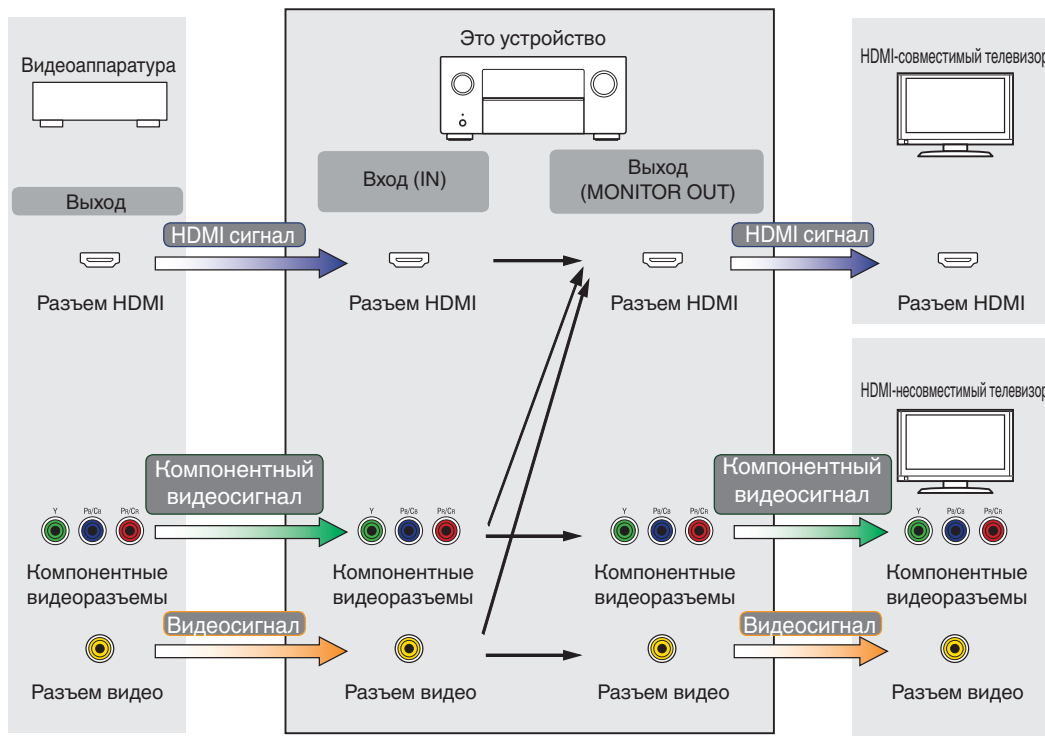 Это устройство
Видеоаппаратура
HDMI-совместимый телевизор
Вход (IN)
Выход
(MONITOR OUT)
Выход
HDMI сигнал
HDMI сигнал
Разъем HDMI
Разъем HDMI
Разъем HDMI
Разъем HDMI
HDMI-несовместимый телевизор
Компонентный
видеосигнал
Компонентный
видеосигнал
Y PB/CB PR/CR
Y PB/CB PR/CR
Y PB/CB PR/CR
Y PB/CB PR/CR
Компонентные
видеоразъемы
Компонентные
видеоразъемы
Компонентные
видеоразъемы
Компонентные
видеоразъемы
Видеосигнал
Видеосигнал
Разъем видео
Разъем видео
Разъем видео
Разъем видео